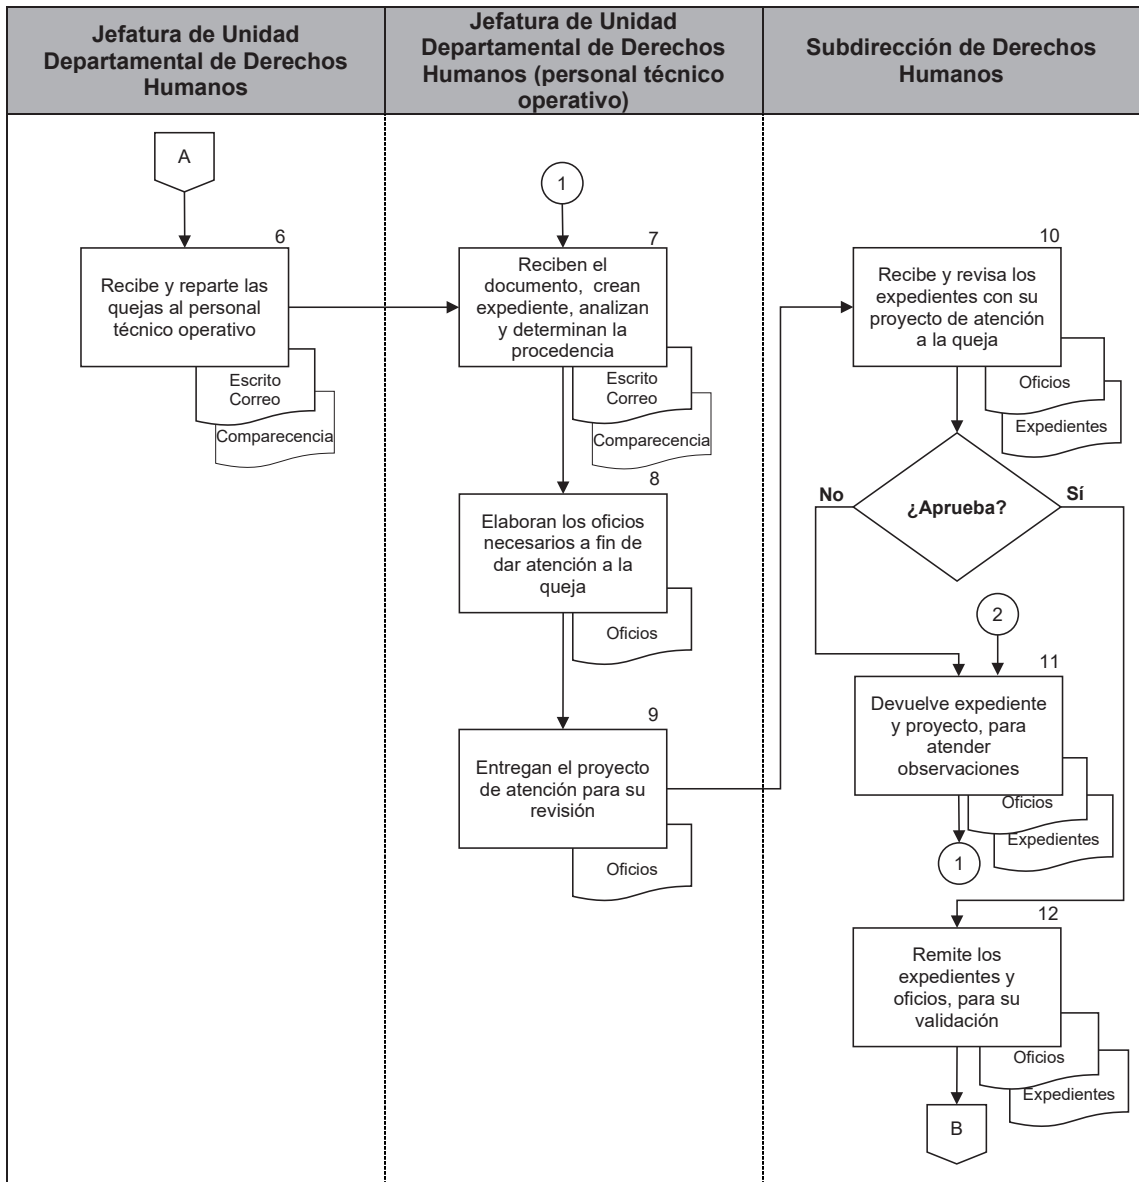 Jefatura de Unidad
Departamental de Derechos
Humanos
Jefatura de Unidad
Departamental de Derechos
Humanos (personal técnico
operativo)
Subdirección de Derechos
Humanos
A
6
Recibe y reparte las
quejas al personal
técnico operativo
Escrito
Correo
Comparecencia
1
7
Reciben el
documento, crean
expediente, analizan
y determinan la
procedencia
Escrito
Correo
Comparecencia
8
Elaboran los oficios
necesarios a fin de
dar atención a la
queja
Oficios
9
Entregan el proyecto
de atención para su
revisión
Oficios
10
Recibe y revisa los
expedientes con su
proyecto de atención
a la queja
Oficios
Expedientes
No
¿Aprueba?
Sí
2
11
Devuelve expediente
y proyecto, para
atender
observaciones
Oficios
Expedientes
1
12
Remite los
expedientes y
oficios, para su
validación
Oficios
Expedientes
B